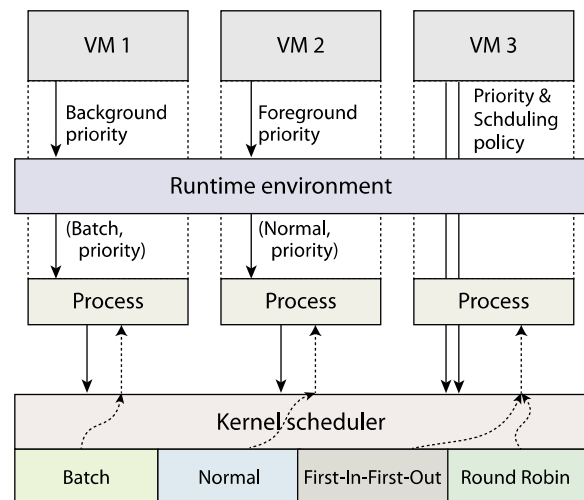 VM 1
VM 2
VM 3
Background
priority
Foreground
priority
Priority &
Schduling
policy
Runtime environment
(Batch,
priority)
(Normal,
priority)
Process
Process
Process
Kernel scheduler
Batch
Normal
First-In-First-Out
Round Robin